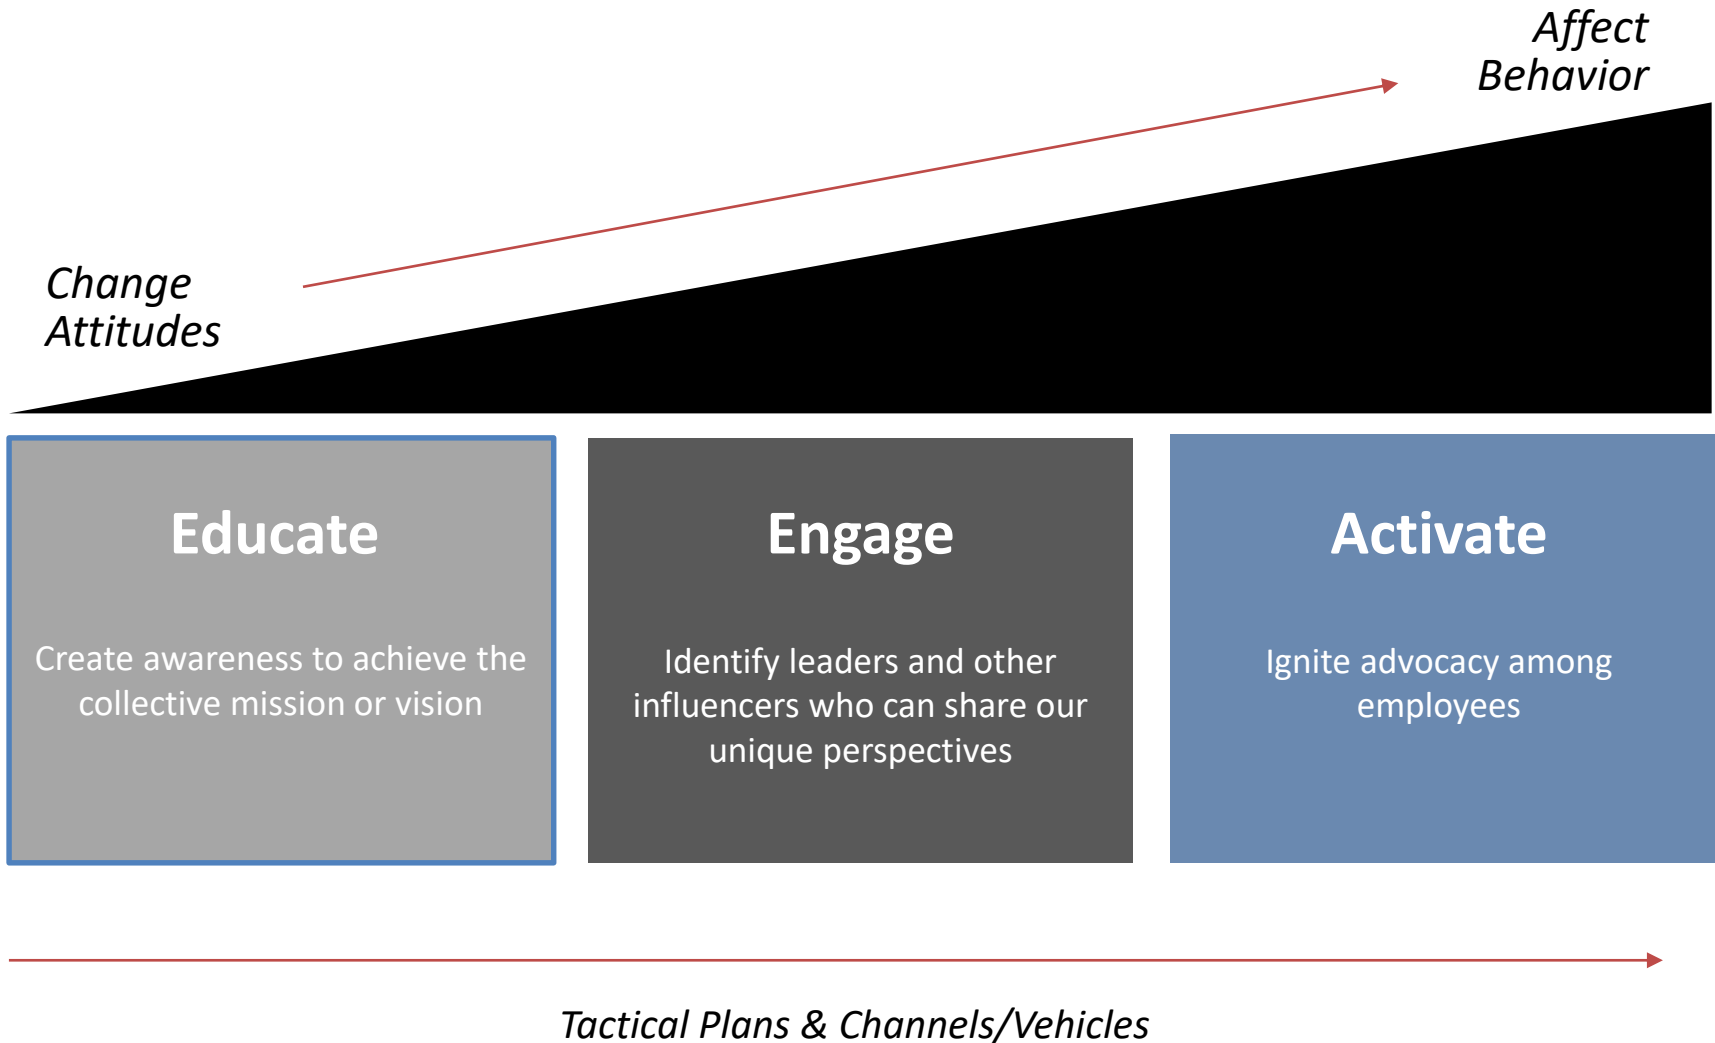 Affect
Behavior
Change
Attitudes
Educate
Create awareness to achieve the
collective mission or vision
Engage
Identify leaders and other
influencers who can share our
unique perspectives
Activate
Ignite advocacy among
employees
Tactical Plans & Channels/Vehicles